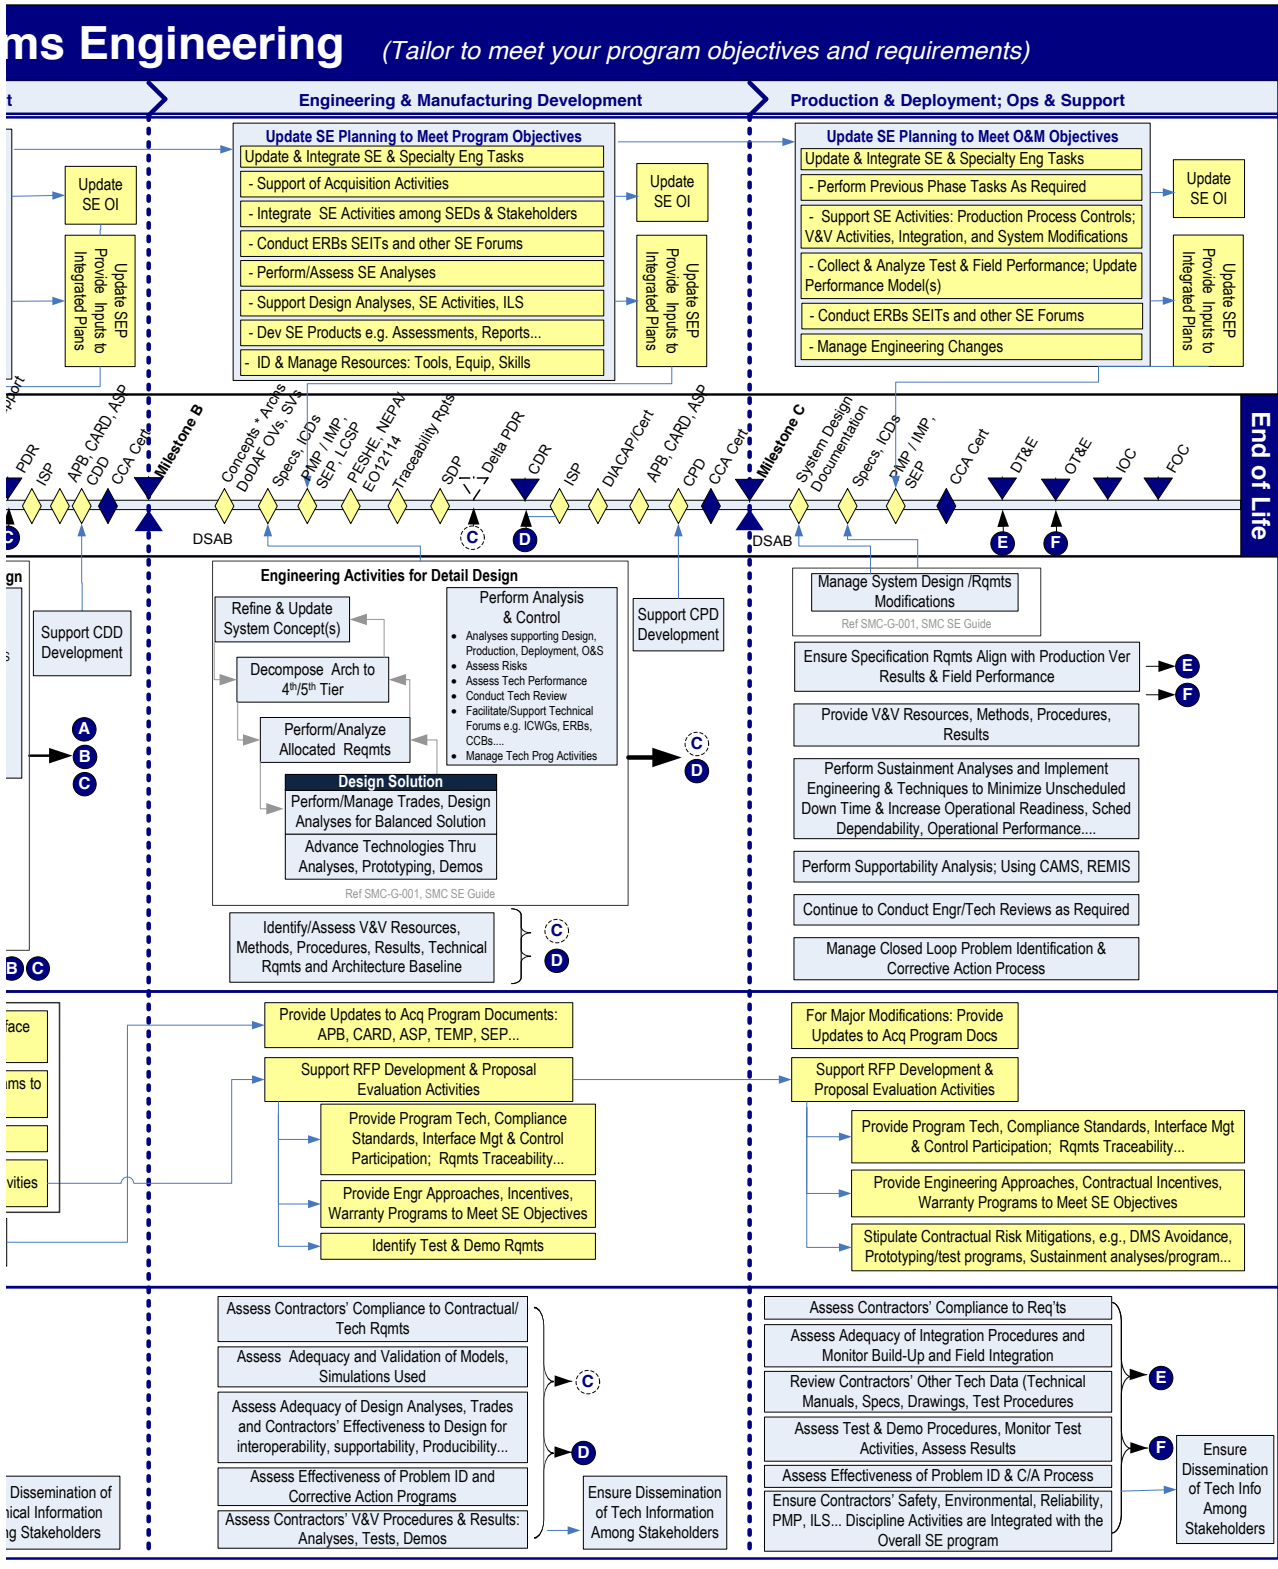 ms Engineering (Tailor to meet your program objectives and requirements)
t
Engineering & Manufacturing Development
Production & Deployment; Ops & Support
Update
SE OI
Update SEP
Provide Inputs to
Integrated Plans
Update SE Planning to Meet Program Objectives
Update & Integrate SE & Specialty Eng Tasks
- Support of Acquisition Activities
- Integrate SE Activities among SEDs & Stakeholders
- Conduct ERBs SEITs and other SE Forums
- Perform/Assess SE Analyses
- Support Design Analyses, SE Activities, ILS
- Dev SE Products e.g. Assessments, Reports...
- ID & Manage Resources: Tools, Equip, Skills
Update
SE OI
Update SEP
Provide Inputs to
Integrated Plans
Update SE Planning to Meet O&M Objectives
Update & Integrate SE & Specialty Eng Tasks
- Perform Previous Phase Tasks As Required
- Support SE Activities: Production Process Controls;
V&V Activities, Integration, and System Modifications
- Collect & Analyze Test & Field Performance; Update
Performance Model(s)
- Conduct ERBs SEITs and other SE Forums
- Manage Engineering Changes
Update
SE OI
Update SEP
Provide Inputs to
Integrated Plans
pport
PDR
ISP
APB, CARD, ASP
CDD
CCA Cert
Milestone B
Concepts * Archs
DoDAF OVs, SVs
Specs, ICDs
PMP / IMP,
SEP, LCSP
PESHE, NEPA/
EO12114
Traceability Rpts
SDP
Delta PDR
CDR
ISP
DIACAP/Cert
APB, CARD, ASP
CPD
CCA Cert
Milestone C
System Design
Documentation
Specs, ICDs
PMP / IMP,
SEP
CCA Cert
DT&E
OT&E
IOC
FOC
End of Life
C
DSAB
C
D
DSAB
E
F
gn
s
Support CDD
Development
A
B
C
B C
Engineering Activities for Detail Design
Refine & Update
System Concept(s)
Decompose Arch to
4th/5th Tier
Perform/Analyze
Allocated Reqmts
Design Solution
Perform/Manage Trades, Design
Analyses for Balanced Solution
Advance Technologies Thru
Analyses, Prototyping, Demos
Ref SMC-G-001, SMC SE Guide
Perform Analysis
& Control
• Analyses supporting Design,
Production, Deployment, O&S
• Assess Risks
• Assess Tech Performance
• Conduct Tech Review
• Facilitate/Support Technical
Forums e.g. ICWGs, ERBs,
CCBs....
• Manage Tech Prog Activities
Support CPD
Development
C
D
Identify/Assess V&V Resources,
Methods, Procedures, Results, Technical
Rqmts and Architecture Baseline
C
D
Manage System Design /Rqmts
Modifications
Ref SMC-G-001, SMC SE Guide
Ensure Specification Rqmts Align with Production Ver
Results & Field Performance
E
F
Provide V&V Resources, Methods, Procedures,
Results
Perform Sustainment Analyses and Implement
Engineering & Techniques to Minimize Unscheduled
Down Time & Increase Operational Readiness, Sched
Dependability, Operational Performance....
Perform Supportability Analysis; Using CAMS, REMIS
Continue to Conduct Engr/Tech Reviews as Required
Manage Closed Loop Problem Identification &
Corrective Action Process
face
ams to
vities
Provide Updates to Acq Program Documents:
APB, CARD, ASP, TEMP, SEP...
Support RFP Development & Proposal
Evaluation Activities
Provide Program Tech, Compliance
Standards, Interface Mgt & Control
Participation; Rqmts Traceability...
Provide Engr Approaches, Incentives,
Warranty Programs to Meet SE Objectives
Identify Test & Demo Rqmts
For Major Modifications: Provide
Updates to Acq Program Docs
Support RFP Development &
Proposal Evaluation Activities
Provide Program Tech, Compliance Standards, Interface Mgt
& Control Participation; Rqmts Traceability...
Provide Engineering Approaches, Contractual Incentives,
Warranty Programs to Meet SE Objectives
Stipulate Contractual Risk Mitigations, e.g., DMS Avoidance,
Prototyping/test programs, Sustainment analyses/program...
Dissemination of
nical Information
ng Stakeholders
Assess Contractors' Compliance to Contractual/
Tech Rqmts
Assess Adequacy and Validation of Models,
Simulations Used
Assess Adequacy of Design Analyses, Trades
and Contractors' Effectiveness to Design for
interoperability, supportability, Producibility...
Assess Effectiveness of Problem ID and
Corrective Action Programs
Assess Contractors' V&V Procedures & Results:
Analyses, Tests, Demos
C
D
Ensure Dissemination
of Tech Information
Among Stakeholders
Assess Contractors' Compliance to Req'ts
Assess Adequacy of Integration Procedures and
Monitor Build-Up and Field Integration
Review Contractors' Other Tech Data (Technical
Manuals, Specs, Drawings, Test Procedures
Assess Test & Demo Procedures, Monitor Test
Activities, Assess Results
Assess Effectiveness of Problem ID & C/A Process
Ensure Contractors' Safety, Environmental, Reliability,
PMP, ILS... Discipline Activities are Integrated with the
Overall SE program
E
F
Ensure
Dissemination
of Tech Info
Among
Stakeholders